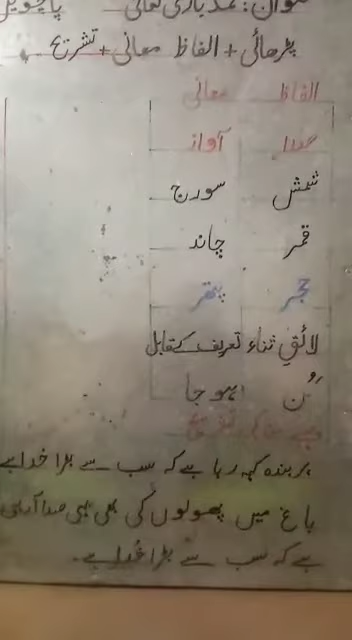 عنوان: حمد باری تعالیٰ
پڑھائی + الفاظ معانی + تشریح
الفاظ معانی
صدا آواز
شمش سورج
قمر چاند
حجر پتھر
لائقِ ثناء تعریف کے قابل
کُن ہو جا
ہر بندہ کہہ رہا ہے کہ سب سے بڑا خدا ہے
باغ میں پھولوں کی بھی یہی صدا آرہی
ہے کہ سب سے بڑا خدا ہے۔